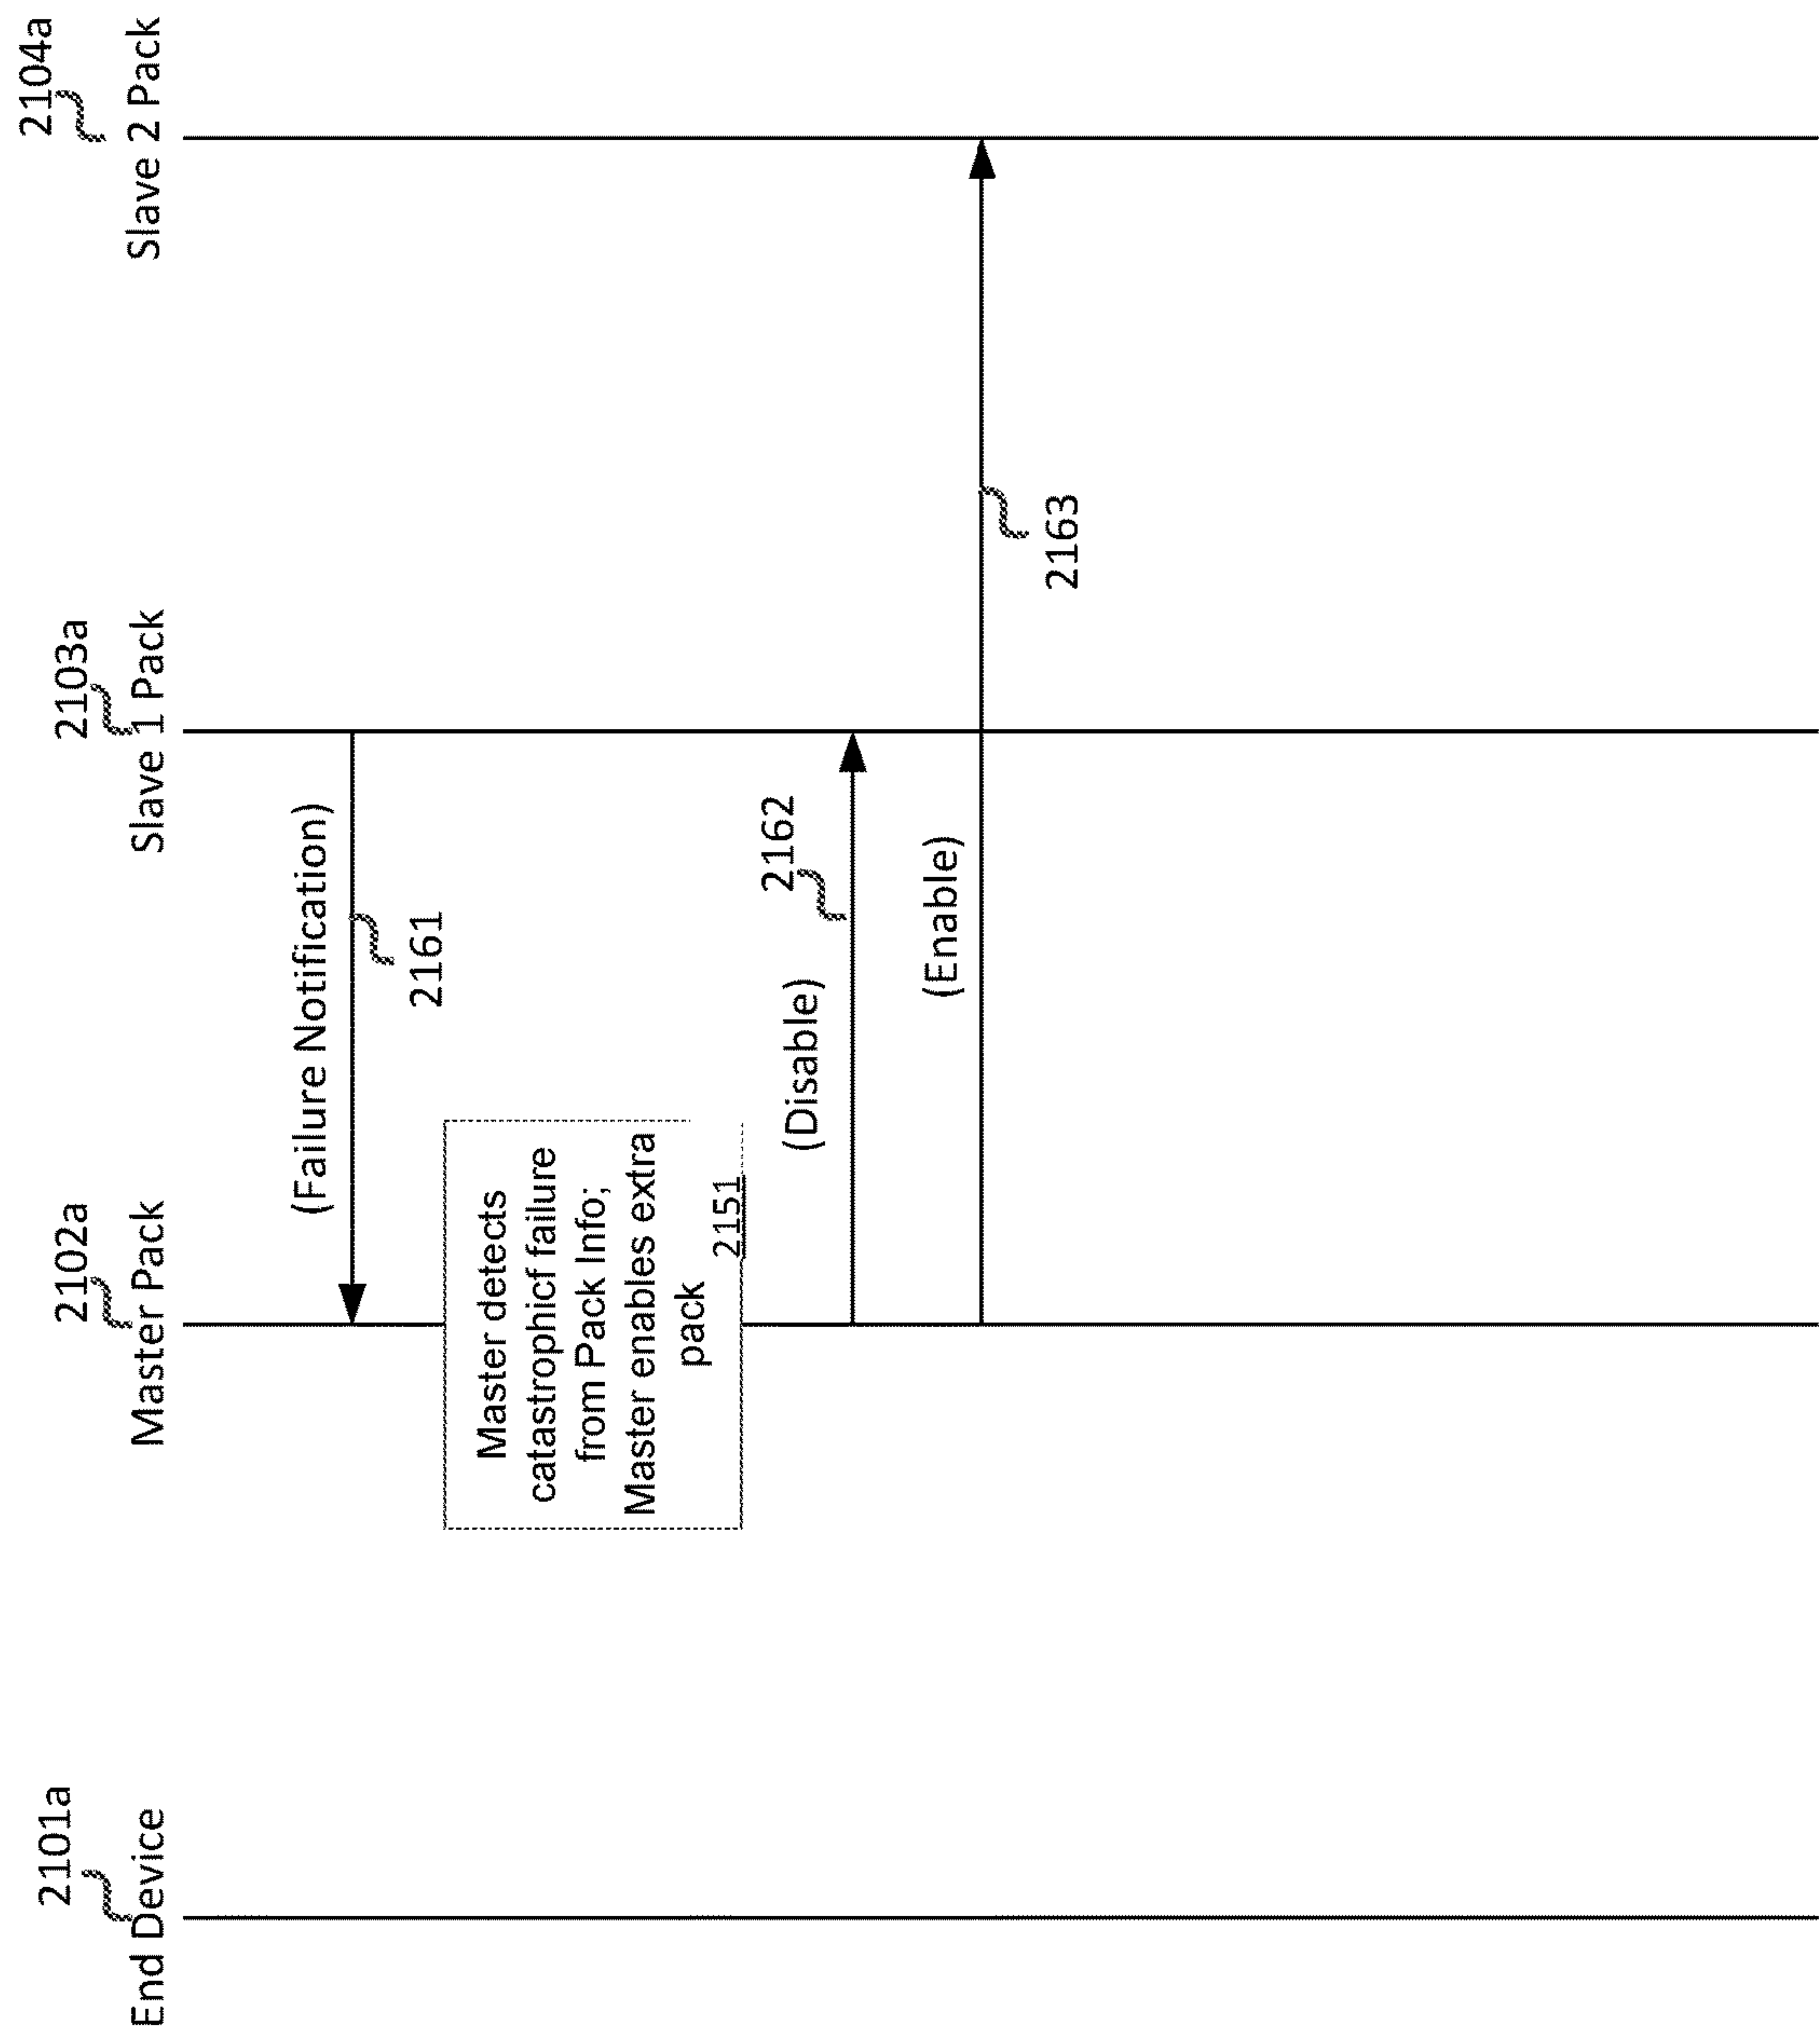 2101a
End Device
2102a
Master Pack
2103a
Slave 1 Pack
2104a
Slave 2 Pack
(Failure Notification)
2161
Master detects
catastrophicf failure
from Pack Info;
Master enables extra
pack
2151
2162
(Disable)
(Enable)
2163